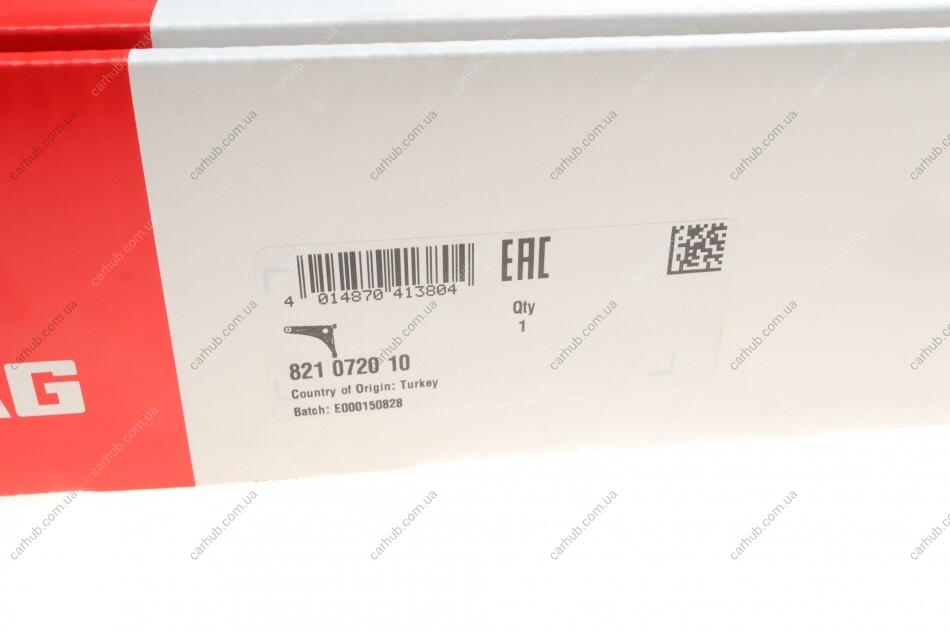 AG
4 014870 413804
EAC
Qty
1
821 0720 10
Country of Origin: Turkey
Batch: E000150828
carhub.com.ua